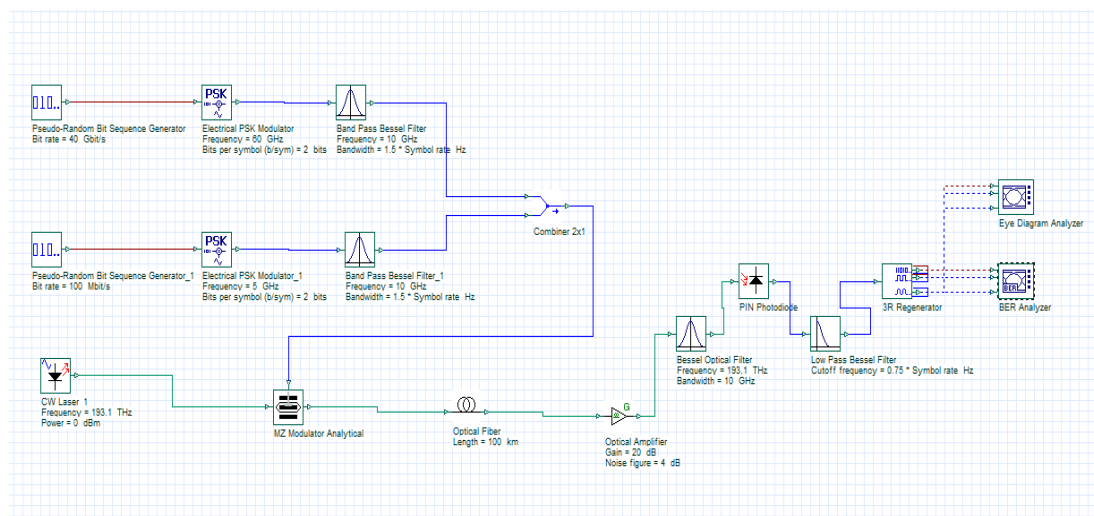 010..
PSK
Pseudo-Random Bit Sequence Generator
Bit rate = 40 Gbit/s
Electrical PSK Modulator
Frequency = 60 GHz
Bits per symbol (b/sym) = 2 bits
Band Pass Bessel Filter
Frequency = 10 GHz
Bandwidth = 1.5 * Symbol rate Hz
Combiner 2x1
Eye Diagram Analyzer
010..
PSK
Pseudo-Random Bit Sequence Generator_1
Bit rate = 100 Mbit/s
Electrical PSK Modulator_1
Frequency = 5 GHz
Bits per symbol (b/sym) = 2 bits
Band Pass Bessel Filter_1
Frequency = 10 GHz
Bandwidth = 1.5 * Symbol rate Hz
PIN Photodiode
3R Regenerator
BER
BER Analyzer
Bessel Optical Filter
Frequency = 193.1 THz
Bandwidth = 10 GHz
Low Pass Bessel Filter
Cutoff frequency = 0.75 * Symbol rate Hz
CW Laser 1
Frequency = 193.1 THz
Power = 0 dBm
MZ Modulator Analytical
Optical Fiber
Length = 100 km
G
Optical Amplifier
Gain = 20 dB
Noise figure = 4 dB